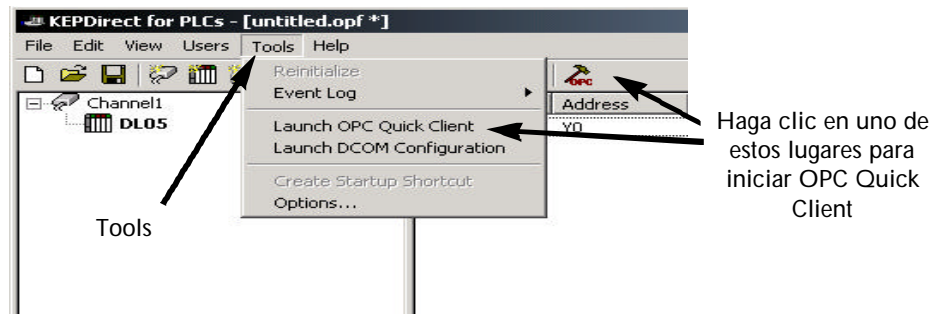 KEPDirect for PLCs - [untitled.opf *]
File Edit View Users Tools Help
OPC
Reinitialize
Event Log
Launch OPC Quick Client
Launch DCOM Configuration
Create Startup Shortcut
Options...
Channel1
DL05
Address
Y0
Tools
Haga clic en uno de
estos lugares para
iniciar OPC Quick
Client